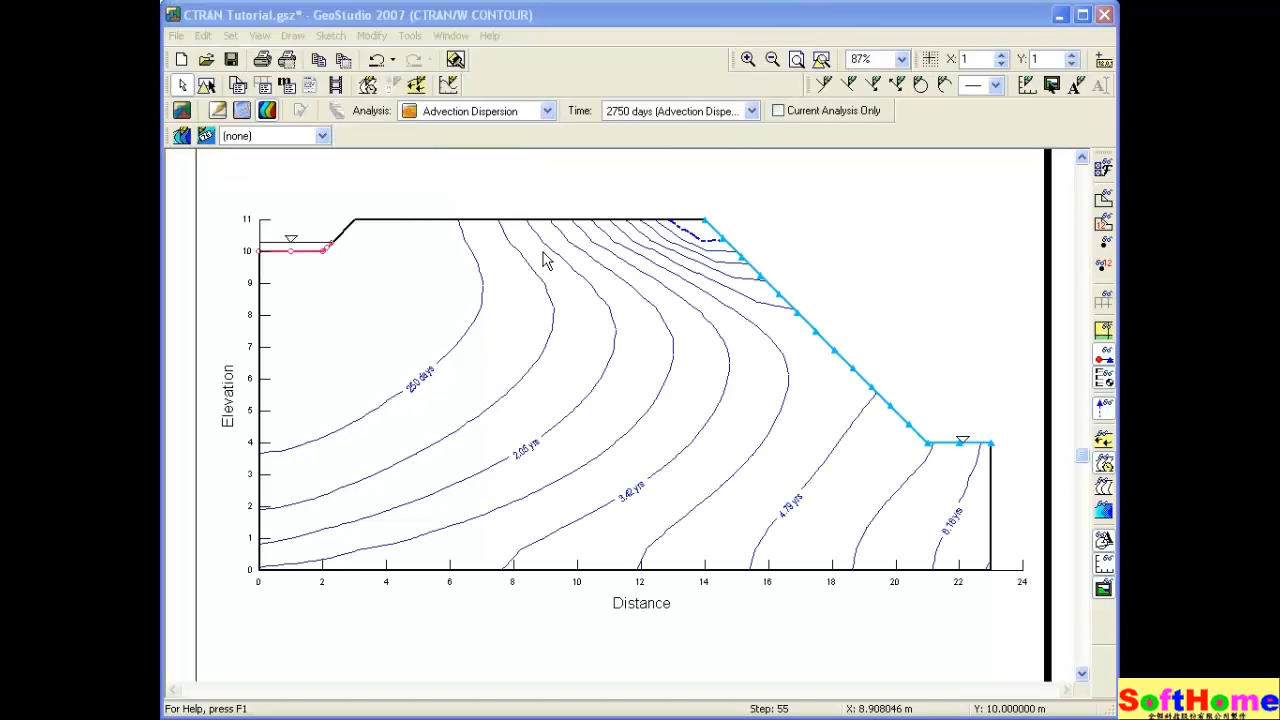 CTRAN Tutorial.gsz* - GeoStudio 2007 (CTRAN/W CONTOUR)
File Edit Set View Draw Sketch Modify Tools Window Help
87% X: 1 Y: 1
Analysis: Advection Dispersion Time: 2750 days (Advection Dispe... Current Analysis Only
(none)
11
10
9
8
7
6
5
4
3
2
1
0
Elevation
250 days
2.05 yrs
3.42 yrs
4.79 yrs
6.16 yrs
0 2 4 6 8 10 12 14 16 18 20 22 24
Distance
For Help, press F1 Step: 55 X: 8.908046 m Y: 10.000000 m
SoftHome